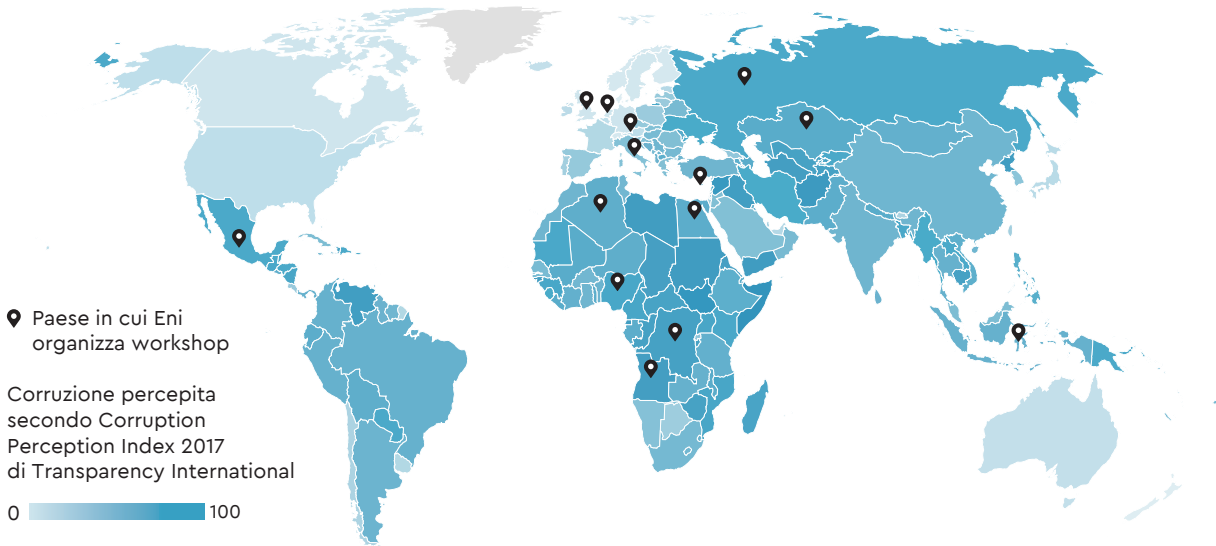 Paese in cui Eni
organizza workshop
Corruzione percepita
secondo Corruption
Perception Index 2017
di Transparency International
0 100